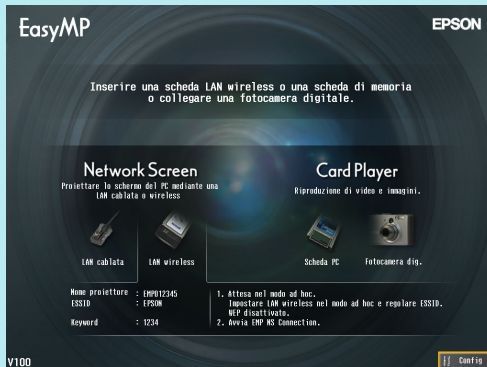 EasyMP
EPSON
Inserire una scheda LAN wireless o una scheda di memoria
o collegare una fotocamera digitale.
Network Screen
Proiettare lo schermo del PC mediante una
LAN cablata o wireless
LAN cablata
LAN wireless
Card Player
Riproduzione di video e immagini.
Scheda PC
Fotocamera dig.
Nome proiettore : EMP012345
ESSID : EPSON
Keyword : 1234
1. Attesa nel modo ad hoc.
Impostare LAN wireless nel modo ad hoc e regolare ESSID.
WEP disattivato.
2. Avvia EMP NS Connection.
V100
Config